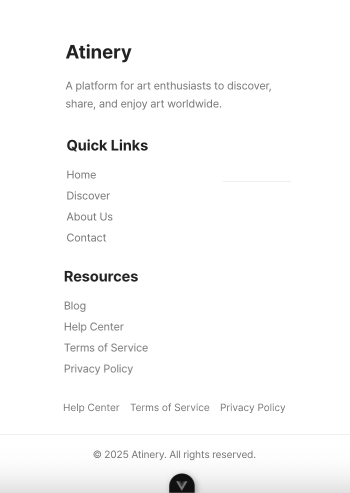 Atinery
A platform for art enthusiasts to discover,
share, and enjoy art worldwide.
Quick Links
Home
Discover
About Us
Contact
Resources
Blog
Help Center
Terms of Service
Privacy Policy
Help Center Terms of Service Privacy Policy
© 2025 Atinery. All rights reserved.